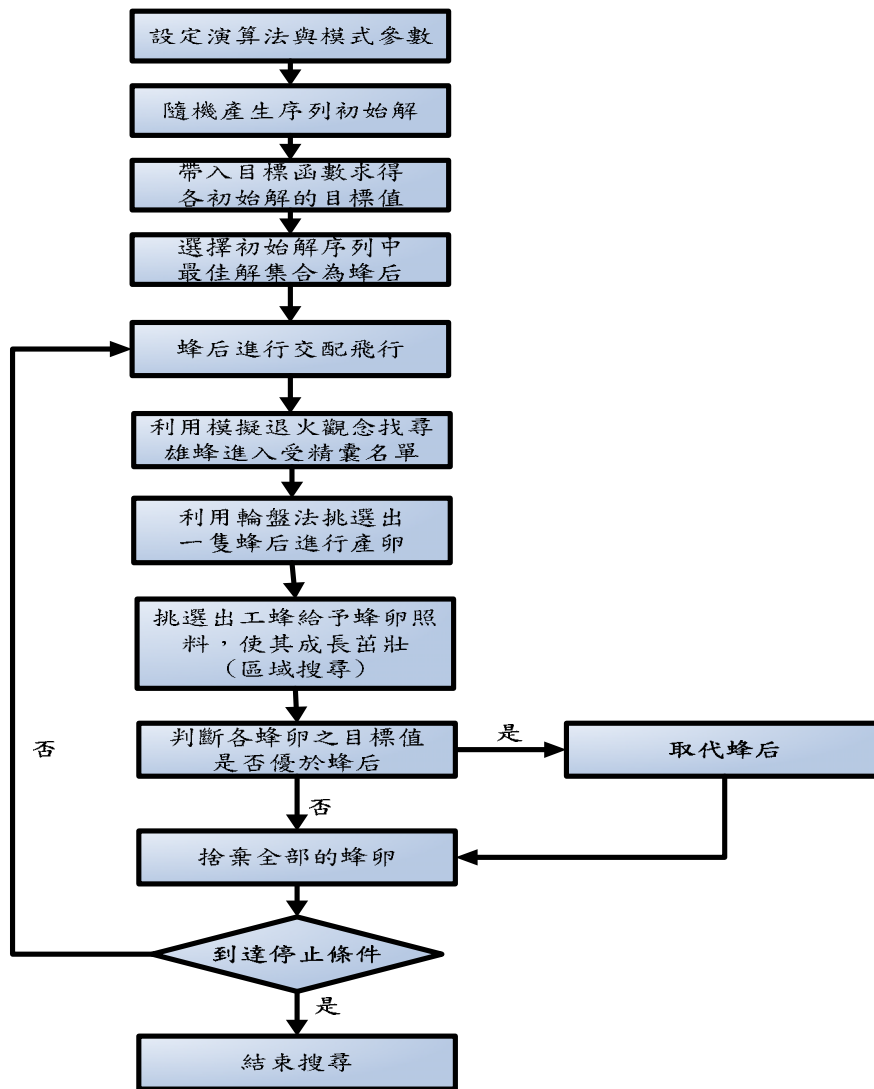 設定演算法與模式參數
隨機產生序列初始解
帶入目標函數求得
各初始解的目標值
選擇初始解序列中
最佳解集合為蜂后
蜂后進行交配飛行
利用模擬退火觀念找尋
雄蜂進入受精囊名單
利用輪盤法挑選出
一隻蜂后進行產卵
挑選出工蜂給予蜂卵照
料，使其成長茁壯
（區域搜尋）
判斷各蜂卵之目標值
是否優於蜂后
是
取代蜂后
否
否
捨棄全部的蜂卵
到達停止條件
是
結束搜尋